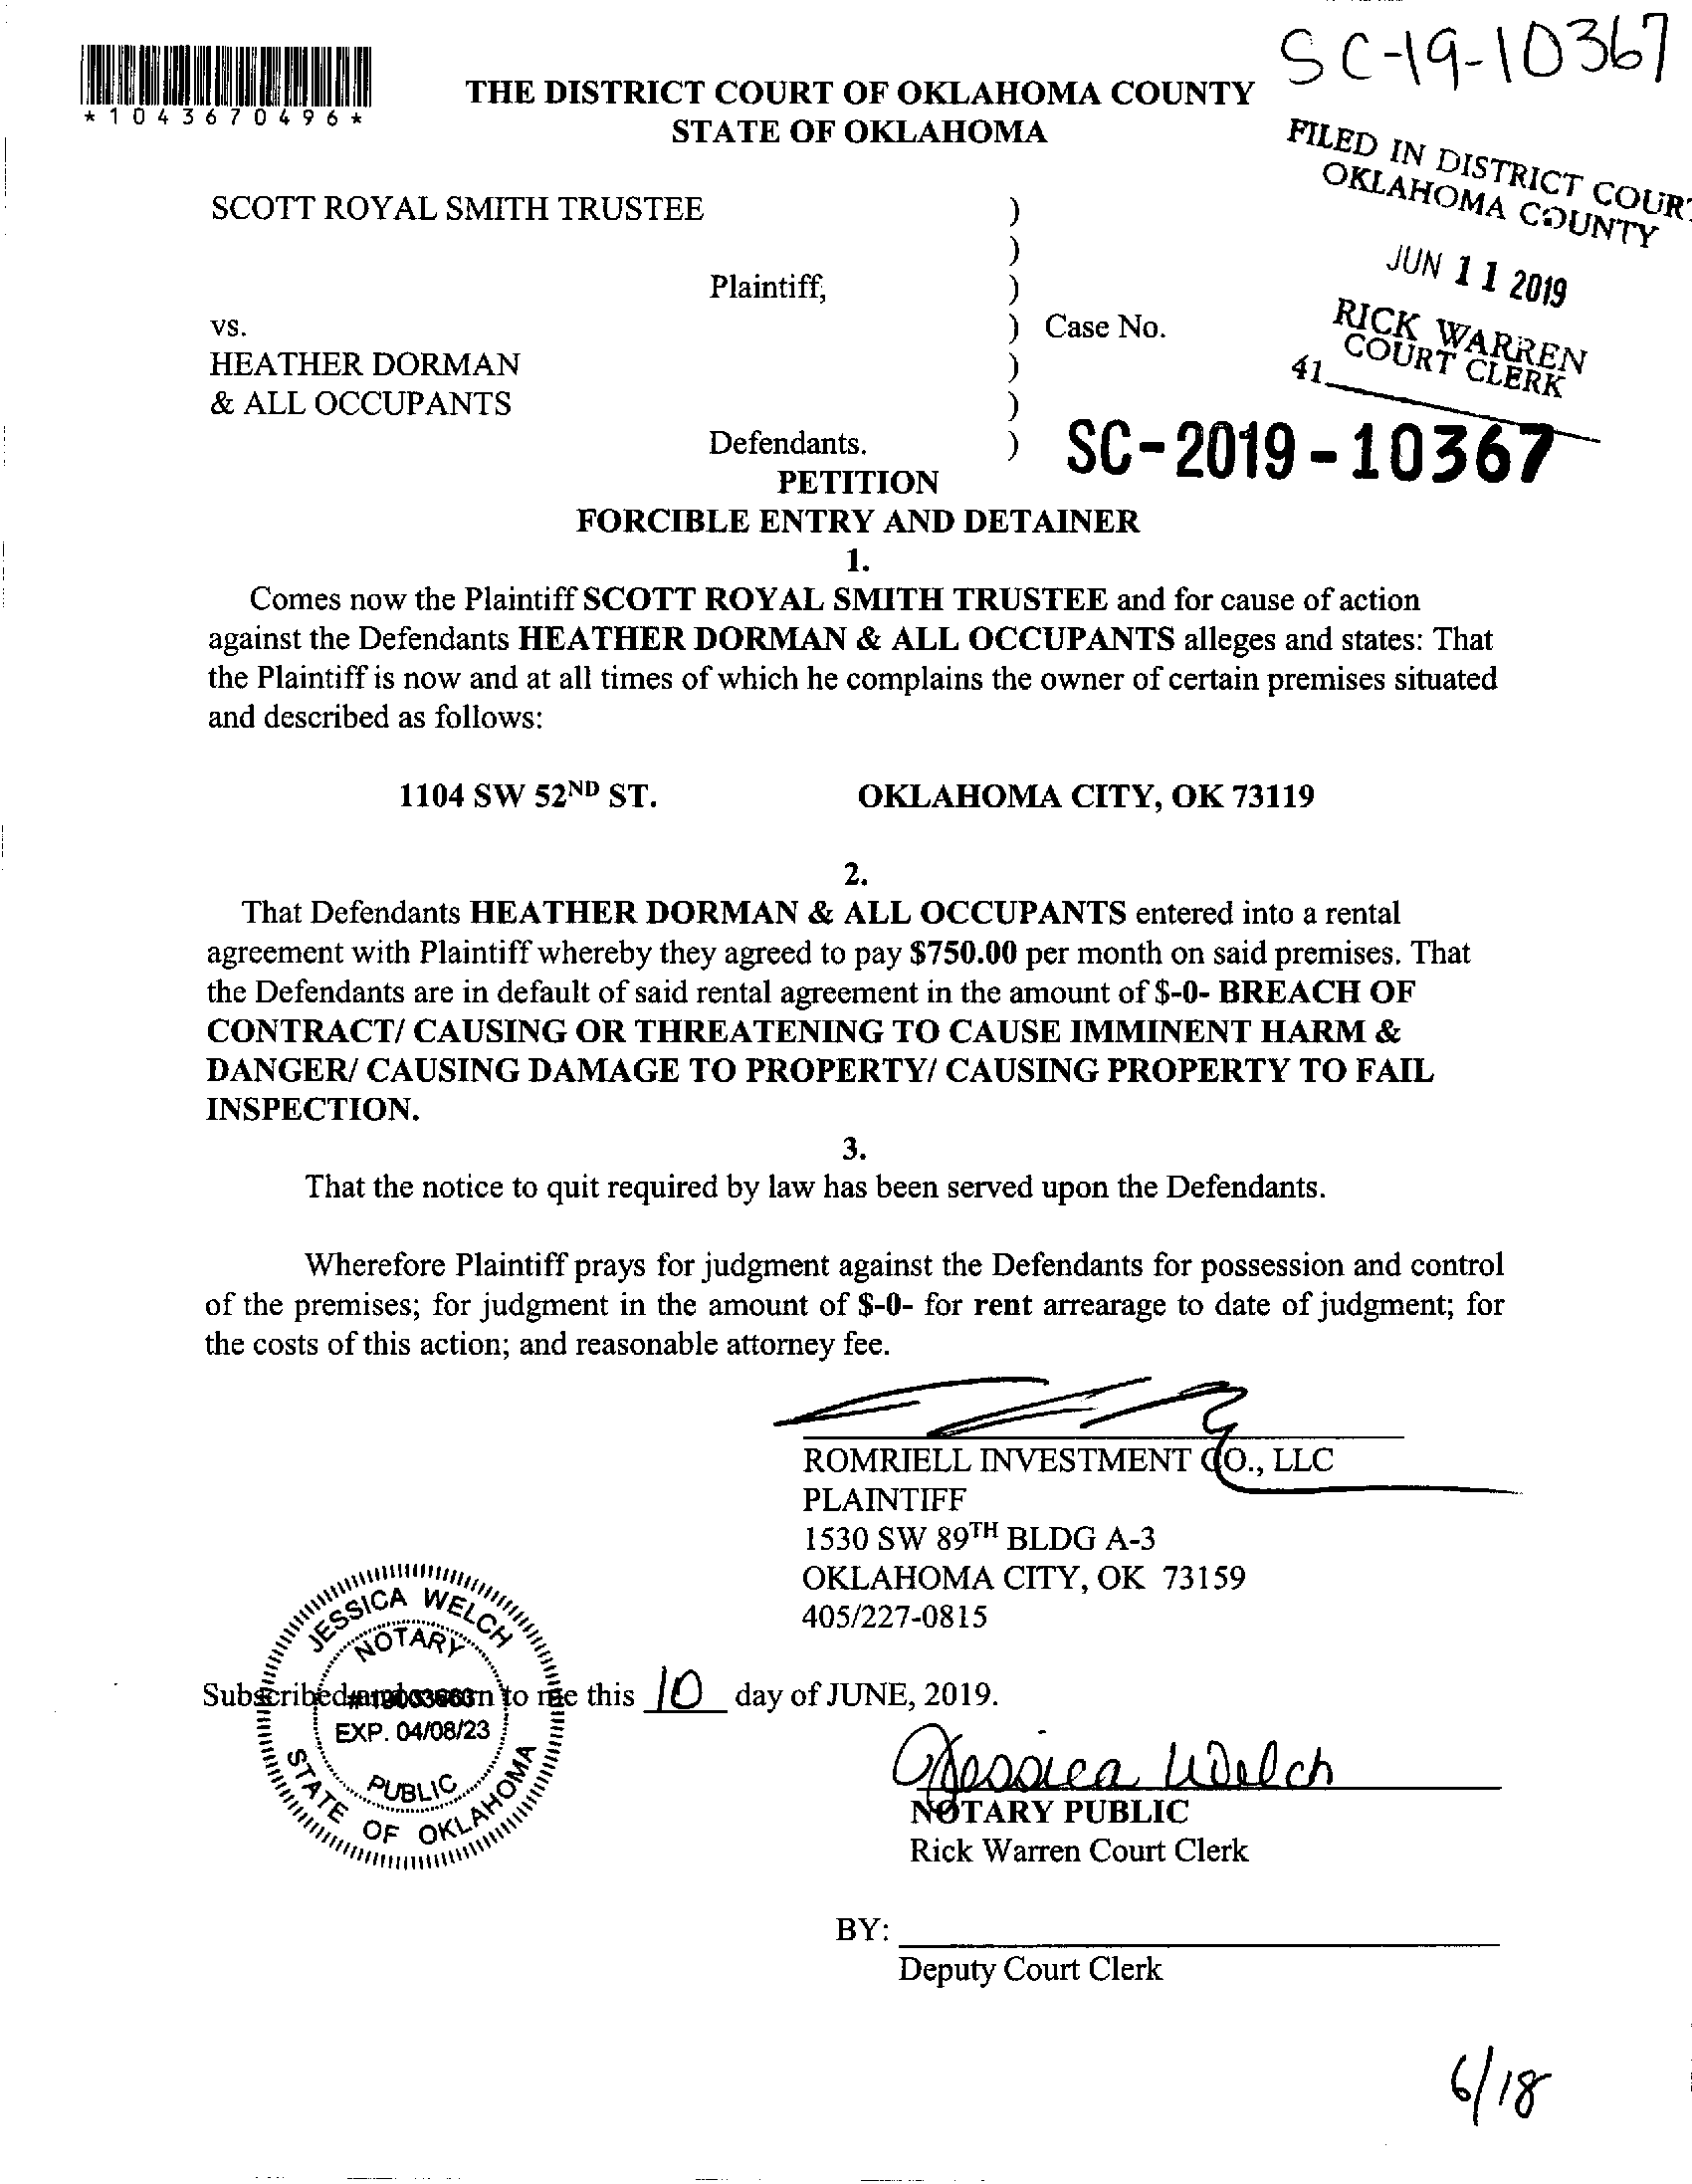 SC-19-10367
*1043670496*
THE DISTRICT COURT OF OKLAHOMA COUNTY
STATE OF OKLAHOMA
FILED IN DISTRICT COUR
OKLAHOMA COUNTY
JUN 11 2019
RICK WARREN
COURT CLERK
41
SCOTT ROYAL SMITH TRUSTEE )
)
Plaintiff, )
vs. ) Case No.
HEATHER DORMAN )
& ALL OCCUPANTS )
Defendants. ) SC-2019-10367
PETITION
FORCIBLE ENTRY AND DETAINER
1.
Comes now the Plaintiff SCOTT ROYAL SMITH TRUSTEE and for cause of action
against the Defendants HEATHER DORMAN & ALL OCCUPANTS alleges and states: That
the Plaintiff is now and at all times of which he complains the owner of certain premises situated
and described as follows:
1104 SW 52ND ST. OKLAHOMA CITY, OK 73119
2.
That Defendants HEATHER DORMAN & ALL OCCUPANTS entered into a rental
agreement with Plaintiff whereby they agreed to pay $750.00 per month on said premises. That
the Defendants are in default of said rental agreement in the amount of $-0- BREACH OF
CONTRACT/ CAUSING OR THREATENING TO CAUSE IMMINENT HARM &
DANGER/ CAUSING DAMAGE TO PROPERTY/ CAUSING PROPERTY TO FAIL
INSPECTION.
3.
That the notice to quit required by law has been served upon the Defendants.
Wherefore Plaintiff prays for judgment against the Defendants for possession and control
of the premises; for judgment in the amount of $-0- for rent arrearage to date of judgment; for
the costs of this action; and reasonable attorney fee.
ROMRIELL INVESTMENT CO., LLC
PLAINTIFF
1530 SW 89TH BLDG A-3
OKLAHOMA CITY, OK 73159
405/227-0815
JESSICA WELCH
NOTARY
Subscribed and sworn to me this 10 day of JUNE, 2019.
EXP. 04/08/23
PUBLIC
STATE OF OKLAHOMA
Jessica Welch
NOTARY PUBLIC
Rick Warren Court Clerk
BY:
Deputy Court Clerk
6/18